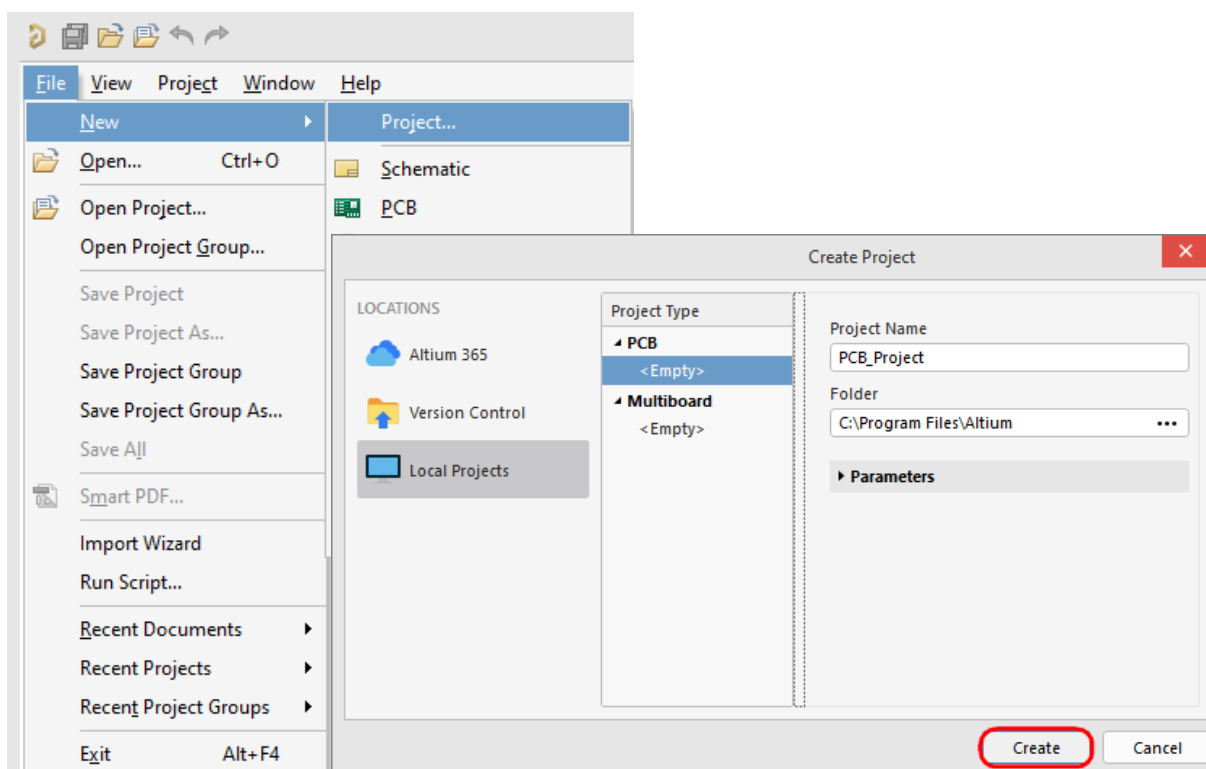 File View Project Window Help
New
Open... Ctrl+O
Open Project...
Open Project Group...
Save Project
Save Project As...
Save Project Group
Save Project Group As...
Save All
Smart PDF...
Import Wizard
Run Script...
Recent Documents
Recent Projects
Recent Project Groups
Exit Alt+F4
Project...
Schematic
PCB
Create Project
LOCATIONS
Altium 365
Version Control
Local Projects
Project Type
PCB
<Empty>
Multiboard
<Empty>
Project Name
PCB_Project
Folder
C:\Program Files\Altium ...
Parameters
Create Cancel